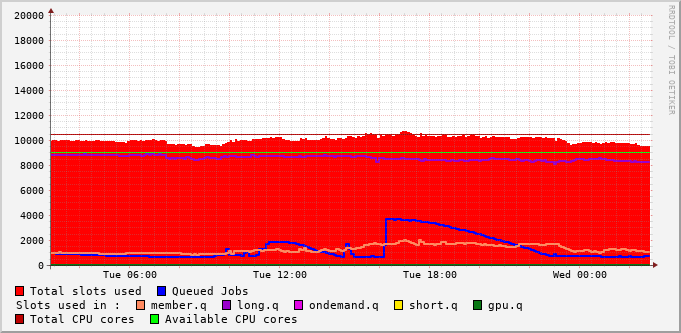 RRDTOOL / TOBI OETIKER
20000
18000
16000
14000
12000
10000
8000
6000
4000
2000
0
Tue 06:00 Tue 12:00 Tue 18:00 Wed 00:00
Total slots used Queued Jobs
Slots used in : member.q long.q ondemand.q short.q gpu.q
Total CPU cores Available CPU cores